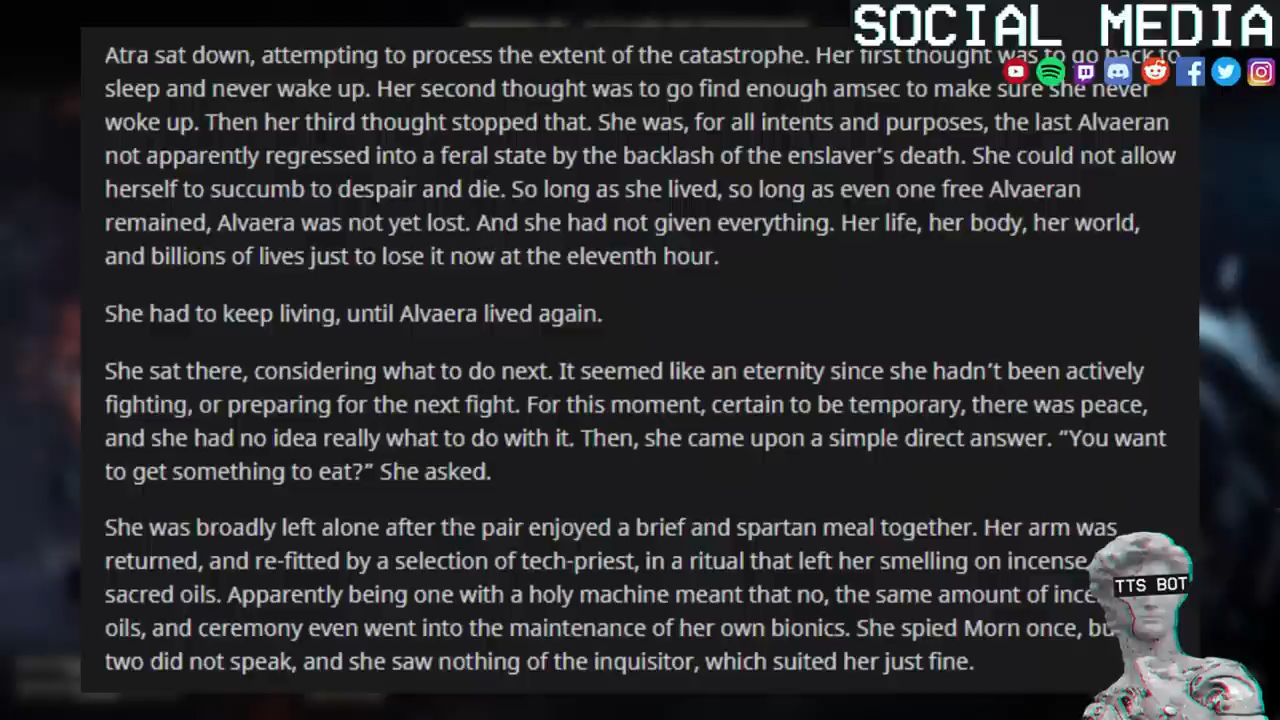 SOCIAL MEDIA
Atra sat down, attempting to process the extent of the catastrophe. Her first thought was to go back to
sleep and never wake up. Her second thought was to go find enough amsec to make sure she never
woke up. Then her third thought stopped that. She was, for all intents and purposes, the last Alvaeran
not apparently regressed into a feral state by the backlash of the enslaver’s death. She could not allow
herself to succumb to despair and die. So long as she lived, so long as even one free Alvaeran
remained, Alvaera was not yet lost. And she had not given everything. Her life, her body, her world,
and billions of lives just to lose it now at the eleventh hour.
She had to keep living, until Alvaera lived again.
She sat there, considering what to do next. It seemed like an eternity since she hadn’t been actively
fighting, or preparing for the next fight. For this moment, certain to be temporary, there was peace,
and she had no idea really what to do with it. Then, she came upon a simple direct answer. “You want
to get something to eat?” She asked.
She was broadly left alone after the pair enjoyed a brief and spartan meal together. Her arm was
returned, and re-fitted by a selection of tech-priest, in a ritual that left her smelling on incense
sacred oils. Apparently being one with a holy machine meant that no, the same amount of
oils, and ceremony even went into the maintenance of her own bionics. She spied Morn once,
two did not speak, and she saw nothing of the inquisitor, which suited her just fine.
TTS BOT